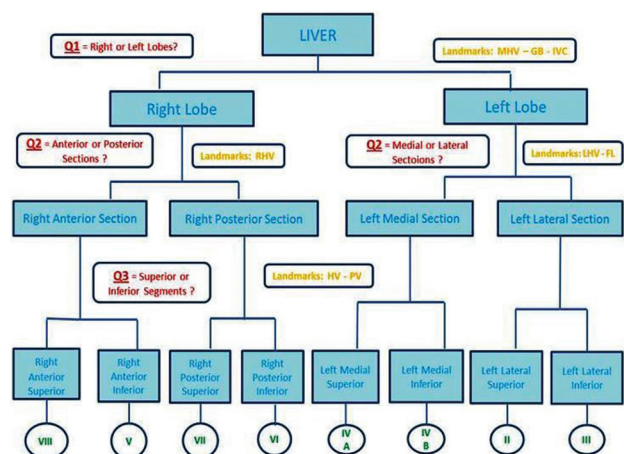 LIVER
Q1 = Right or Left Lobes?
Landmarks: MHV – GB - IVC
Right Lobe
Left Lobe
Q2 = Anterior or Posterior
Sections ?
Landmarks: RHV
Q2 = Medial or Lateral
Sectoions ?
Landmarks: LHV - FL
Right Anterior Section
Right Posterior Section
Left Medial Section
Left Lateral Section
Q3 = Superior or
Inferior Segments ?
Landmarks: HV - PV
Right
Anterior
Superior
Right
Anterior
Inferior
Right
Posterior
Superior
Right
Posterior
Inferior
Left Medial
Superior
Left Medial
Inferior
Left Lateral
Superior
Left Lateral
Inferior
VIII
V
VII
VI
IV
A
IV
B
II
III